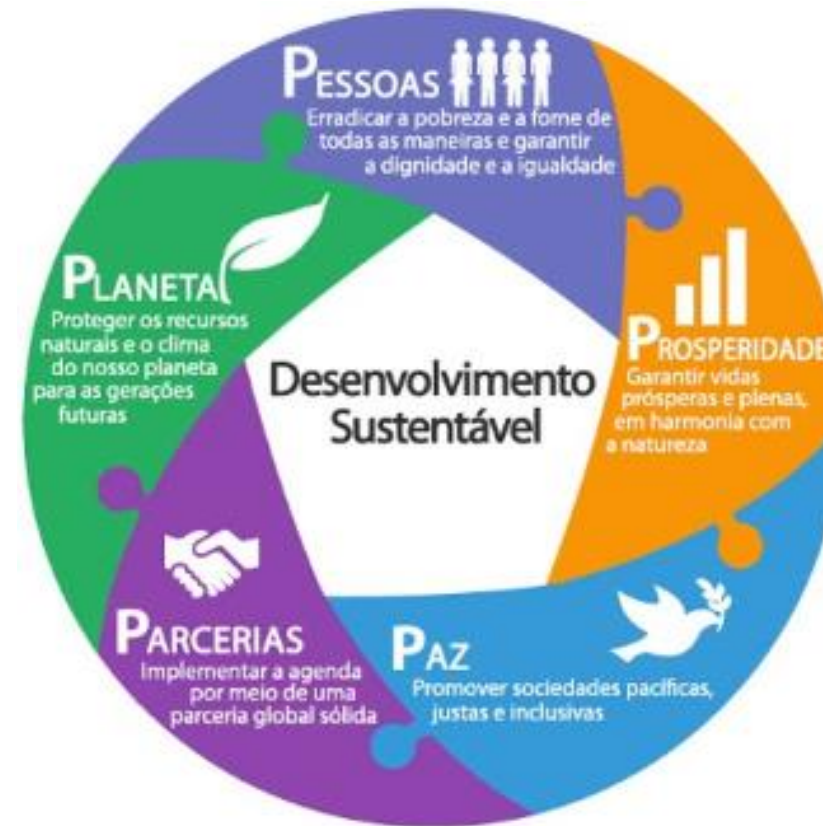 PESSOAS
Erradicar a pobreza e a fome de
todas as maneiras e garantir
a dignidade e a igualdade
PROSPERIDADE
Garantir vidas
prósperas e plenas,
em harmonia com
a natureza
PAZ
Promover sociedades pacíficas,
justas e inclusivas
PARCERIAS
Implementar a agenda
por meio de uma
parceria global sólida
PLANETA
Proteger os recursos
naturais e o clima
do nosso planeta
para as gerações
futuras
Desenvolvimento
Sustentável